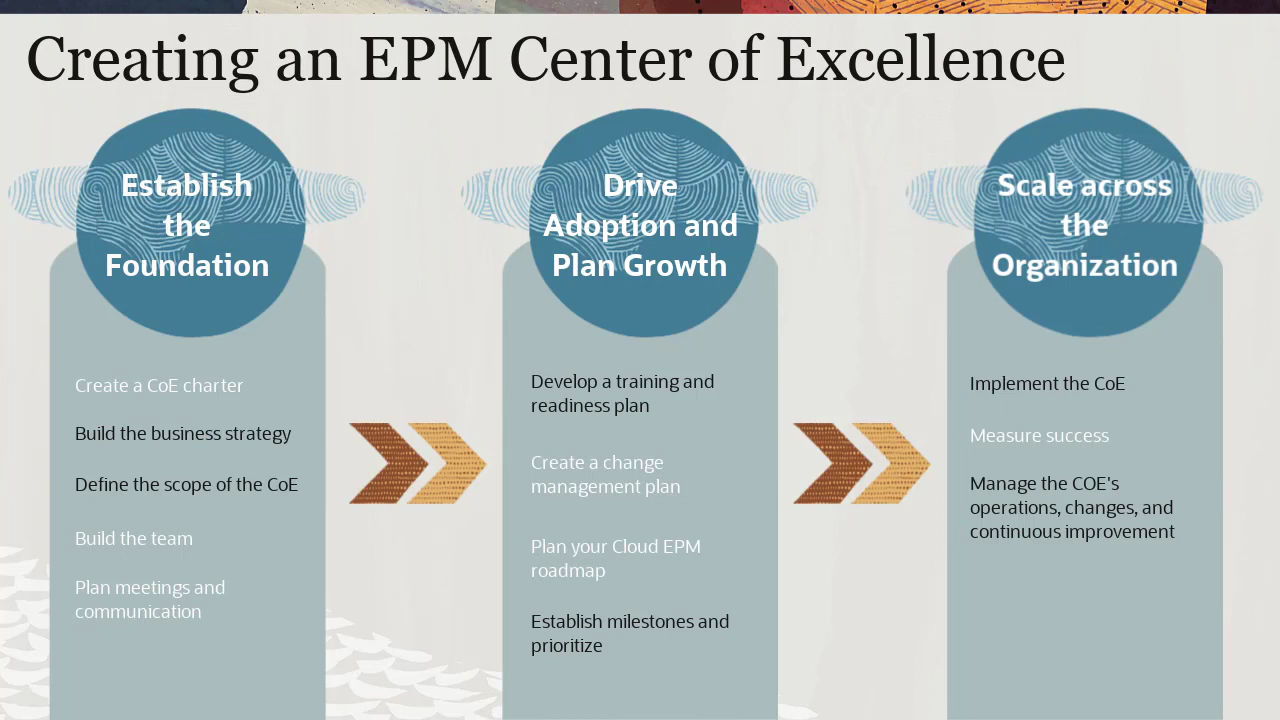 Creating an EPM Center of Excellence
Establish
the
Foundation
Create a CoE charter
Build the business strategy
Define the scope of the CoE
Build the team
Plan meetings and
communication
Drive
Adoption and
Plan Growth
Develop a training and
readiness plan
Create a change
management plan
Plan your Cloud EPM
roadmap
Establish milestones and
prioritize
Scale across
the
Organization
Implement the CoE
Measure success
Manage the COE's
operations, changes, and
continuous improvement